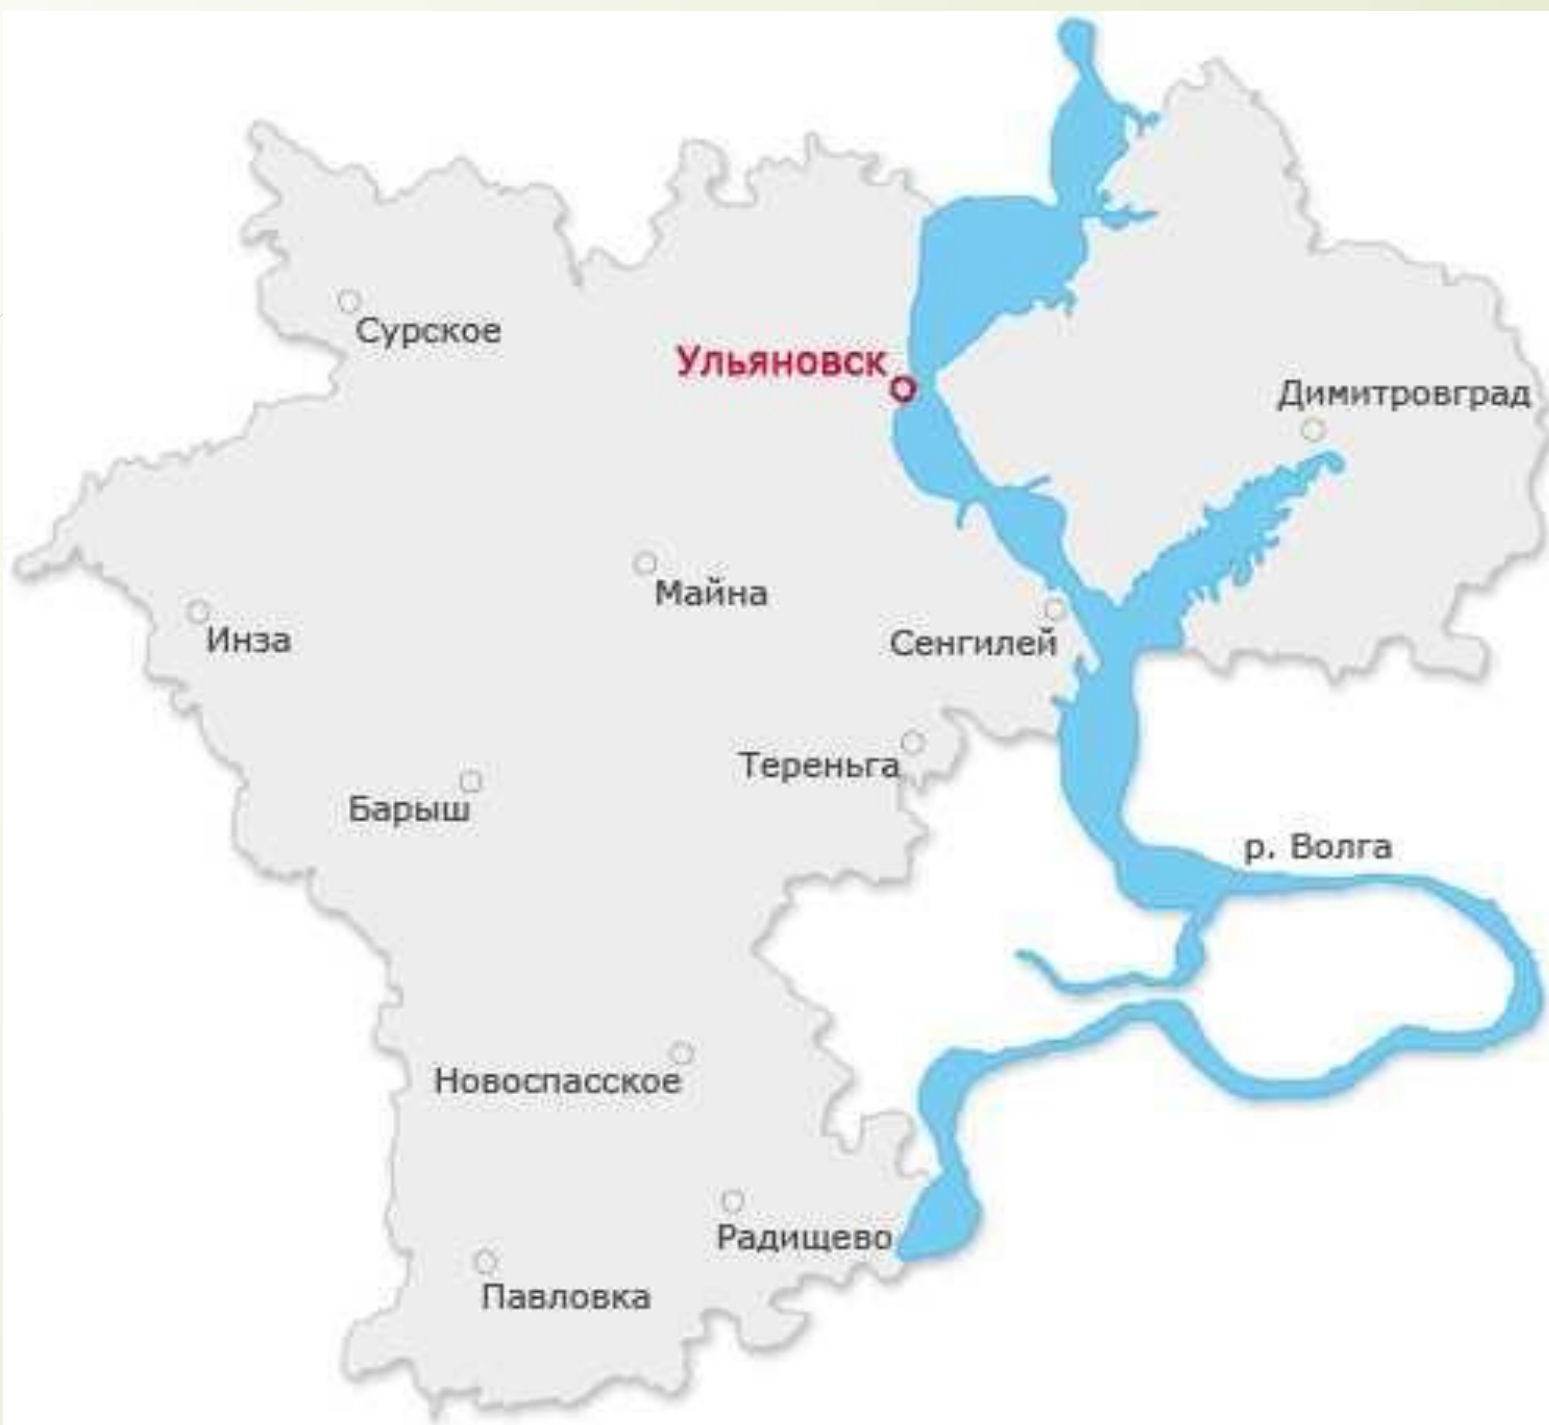 Сурское
Ульяновск
Димитровград
Майна
Инза
Сенгилей
Тереньга
Барыш
р. Волга
Новоспасское
Радищево
Павловка